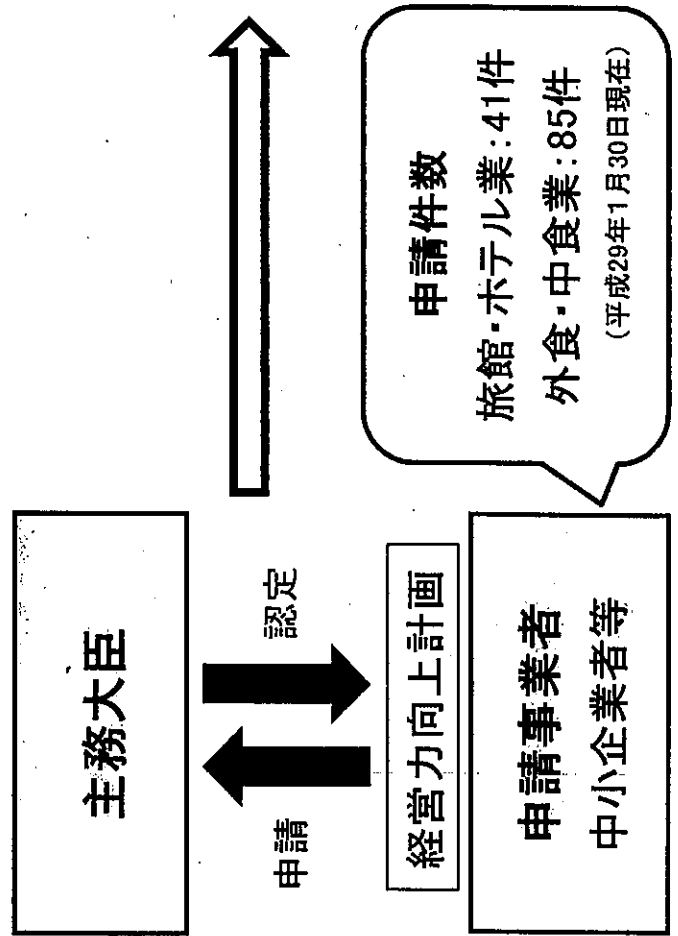 主務大臣
申請
認定
経営力向上計画
申請事業者
中小企業者等
申請件数
旅館・ホテル業:41件
外食・中食業:85件
(平成29年1月30日現在)